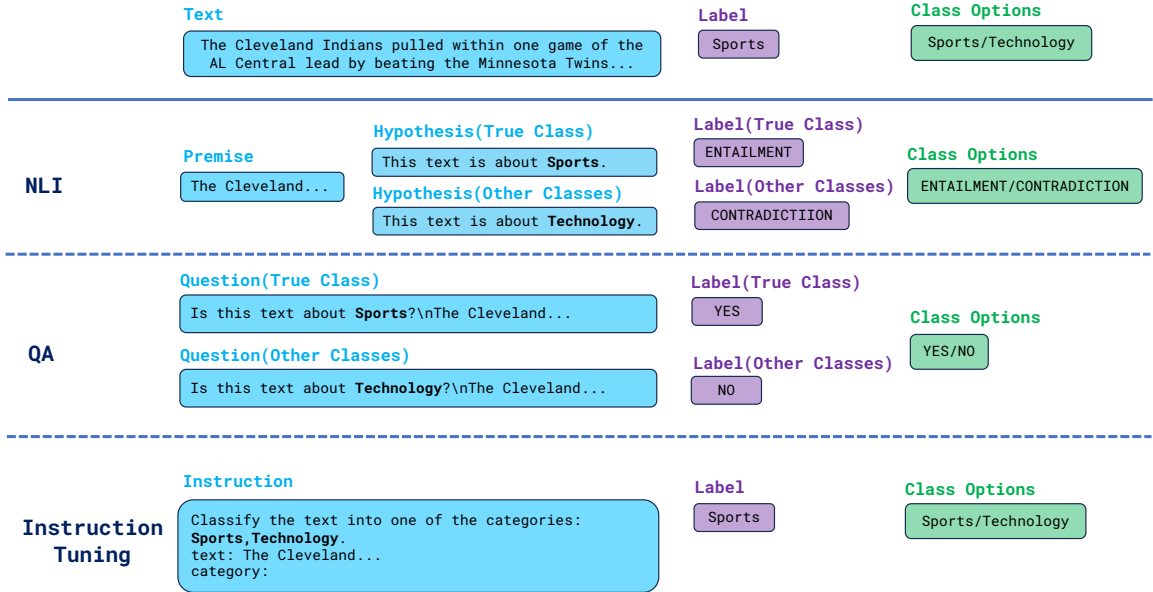 Text
Label
Class Options
The Cleveland Indians pulled within one game of the
AL Central lead by beating the Minnesota Twins...
Sports
Sports/Technology
NLI
Premise
The Cleveland...
Hypothesis(True Class)
This text is about Sports.
Hypothesis(Other Classes)
This text is about Technology.
Label(True Class)
ENTAILMENT
Label(Other Classes)
CONTRADICTIION
Class Options
ENTAILMENT/CONTRADICTION
QA
Question(True Class)
Is this text about Sports?\nThe Cleveland...
Question(Other Classes)
Is this text about Technology?\nThe Cleveland...
Label(True Class)
YES
Label(Other Classes)
NO
Class Options
YES/NO
Instruction
Tuning
Instruction
Classify the text into one of the categories:
Sports,Technology.
text: The Cleveland...
category:
Label
Sports
Class Options
Sports/Technology